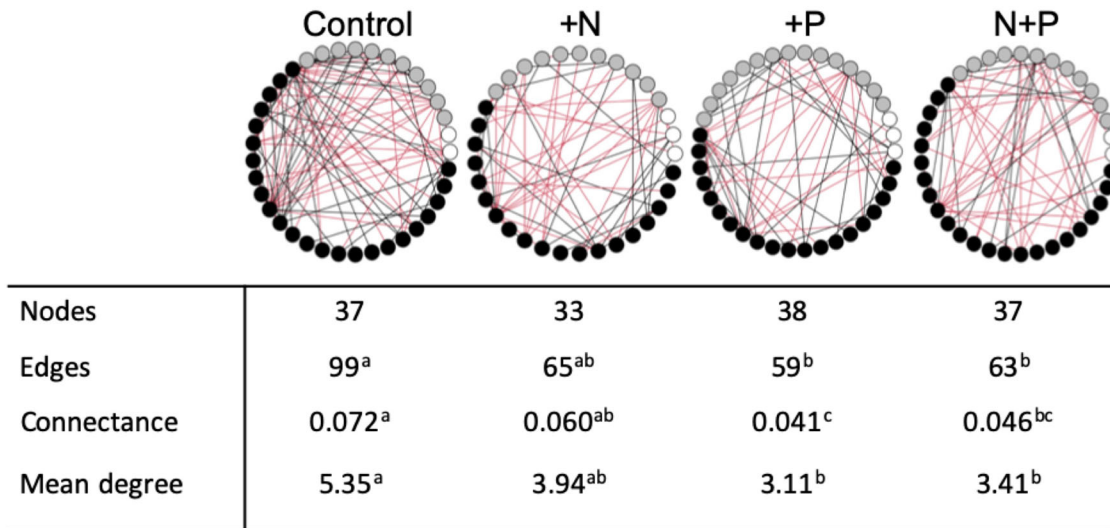 Control +N +P N+P
Nodes 37 33 38 37
Edges 99ᵃ 65ᵃᵇ 59ᵇ 63ᵇ
Connectance 0.072ᵃ 0.060ᵃᵇ 0.041ᶜ 0.046ᵇᶜ
Mean degree 5.35ᵃ 3.94ᵃᵇ 3.11ᵇ 3.41ᵇ